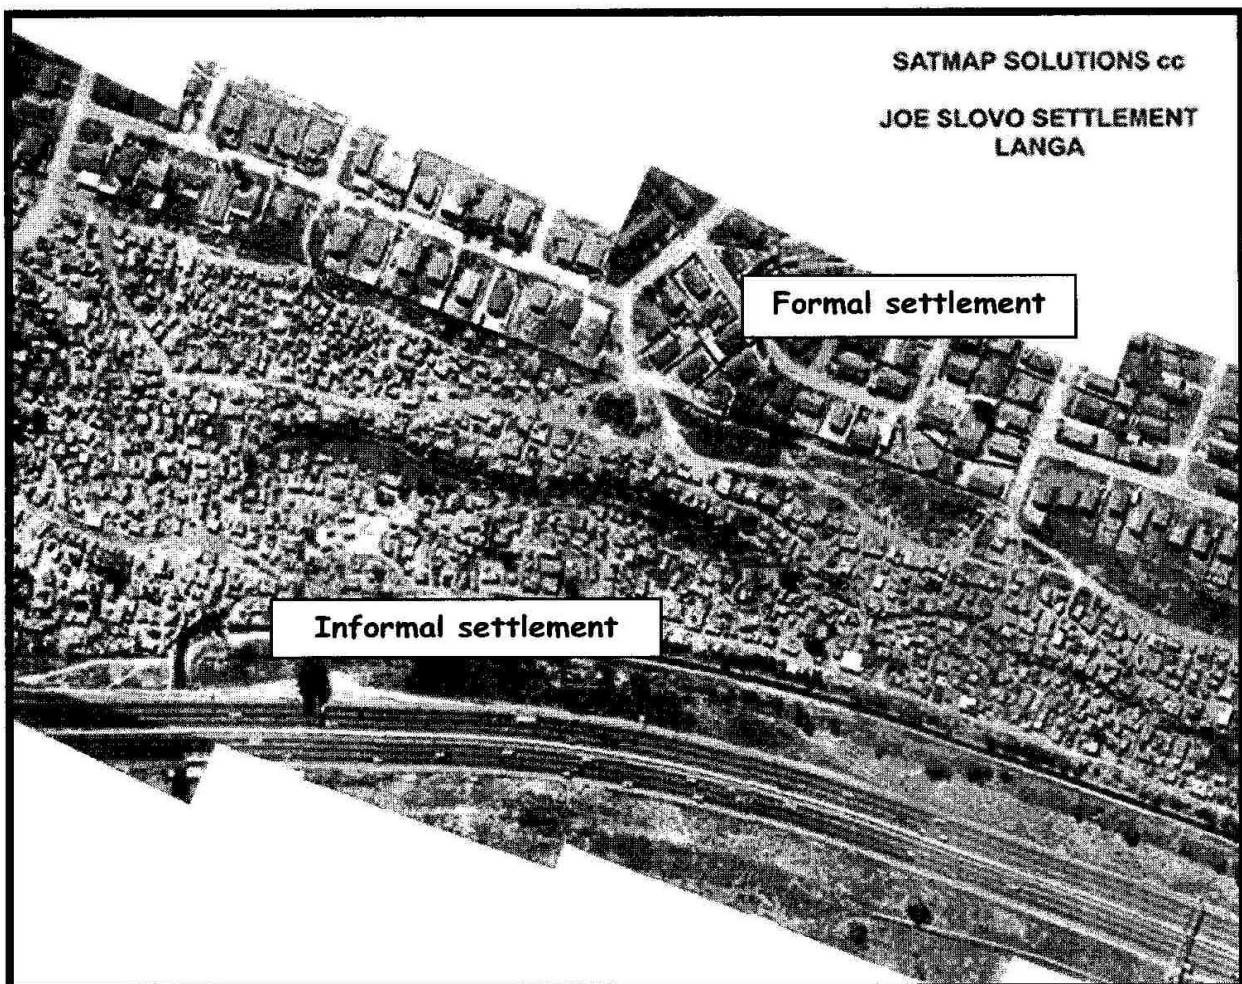 SATMAP SOLUTIONS cc
JOE SLOVO SETTLEMENT
LANGA
Formal settlement
Informal settlement